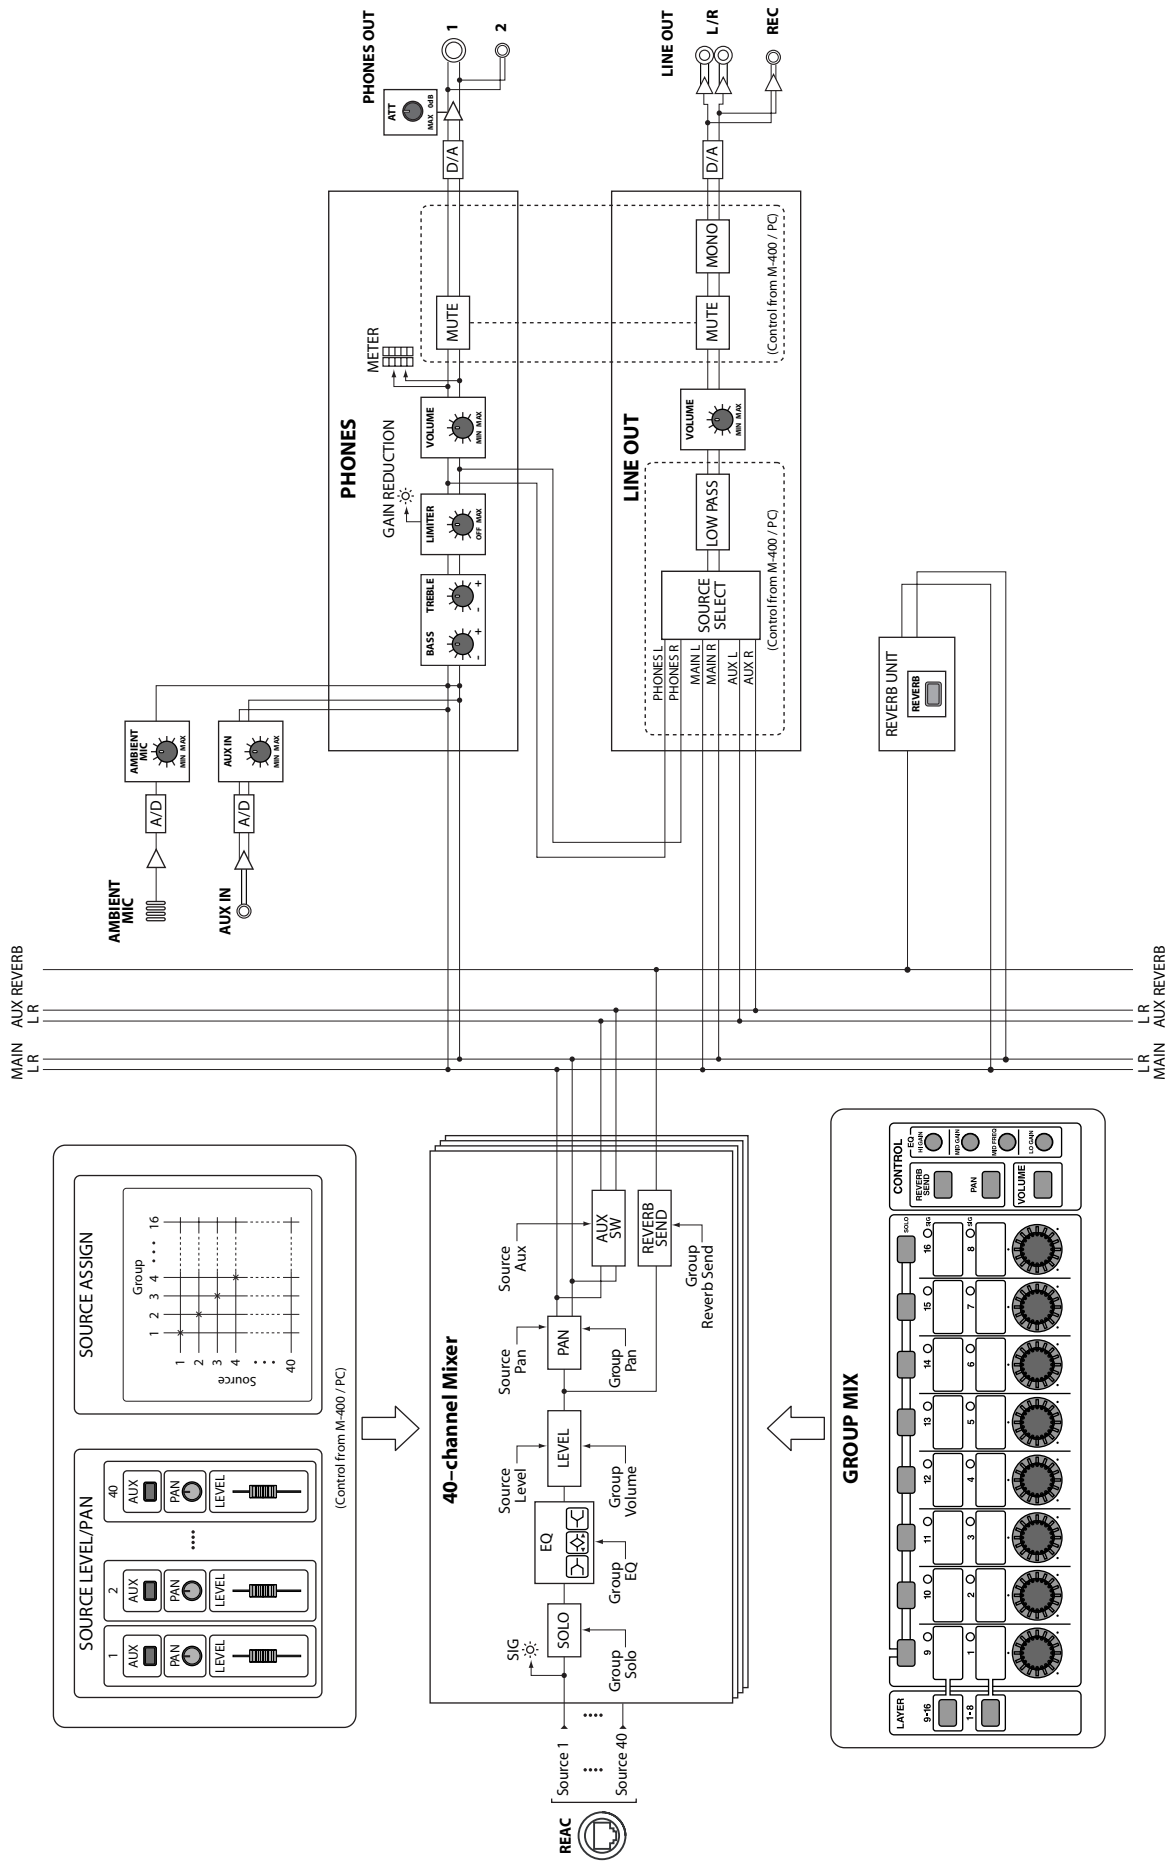 REAC
Source 1
Source 40
SOURCE LEVEL/PAN
1
AUX
PAN
LEVEL
2
AUX
PAN
LEVEL
40
AUX
PAN
LEVEL
SOURCE ASSIGN
Group
1 2 3 4 16
Source
1
2
3
4
40
(Control from M-400 / PC)
40-channel Mixer
SIG
SOLO
Group
Solo
EQ
Group
EQ
Source
Level
LEVEL
Group
Volume
Source
Pan
PAN
Group
Pan
Source
Aux
AUX
SW
REVERB
SEND
Group
Reverb Send
GROUP MIX
LAYER
9-16
1-8
SOLO
SIG
9 10 11 12 13 14 15 16
SIG
1 2 3 4 5 6 7 8
CONTROL
REVERB
SEND
PAN
VOLUME
EQ
HI GAIN
MID GAIN
MID FREQ
LO GAIN
MAIN
L R
AUX REVERB
L R
MAIN
L R
AUX REVERB
L R
AMBIENT
MIC
A/D
AMBIENT
MIC
MIN MAX
AUX IN
A/D
AUX IN
MIN MAX
PHONES
BASS
- +
TREBLE
- +
GAIN REDUCTION
LIMITER
OFF MAX
VOLUME
MIN MAX
METER
MUTE
D/A
ATT
MAX 0dB
PHONES OUT
1
2
LINE OUT
PHONES L
PHONES R
MAIN L
MAIN R
AUX L
AUX R
SOURCE
SELECT
LOW PASS
(Control from M-400 / PC)
VOLUME
MIN MAX
MUTE
MONO
(Control from M-400 / PC)
D/A
LINE OUT
L/R
REC
REVERB UNIT
REVERB